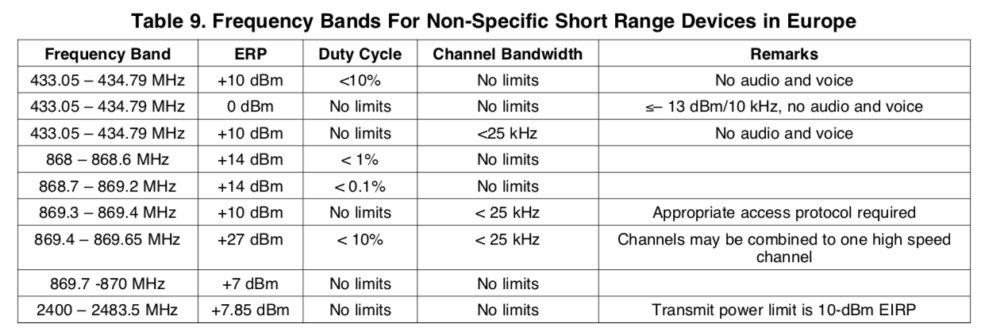 Table 9. Frequency Bands For Non-Specific Short Range Devices in Europe
Frequency Band ERP Duty Cycle Channel Bandwidth Remarks
433.05 – 434.79 MHz +10 dBm <10% No limits No audio and voice
433.05 – 434.79 MHz 0 dBm No limits No limits ≤– 13 dBm/10 kHz, no audio and voice
433.05 – 434.79 MHz +10 dBm No limits <25 kHz No audio and voice
868 – 868.6 MHz +14 dBm < 1% No limits
868.7 – 869.2 MHz +14 dBm < 0.1% No limits
869.3 – 869.4 MHz +10 dBm No limits < 25 kHz Appropriate access protocol required
869.4 – 869.65 MHz +27 dBm < 10% < 25 kHz Channels may be combined to one high speed
channel
869.7 -870 MHz +7 dBm No limits No limits
2400 – 2483.5 MHz +7.85 dBm No limits No limits Transmit power limit is 10-dBm EIRP